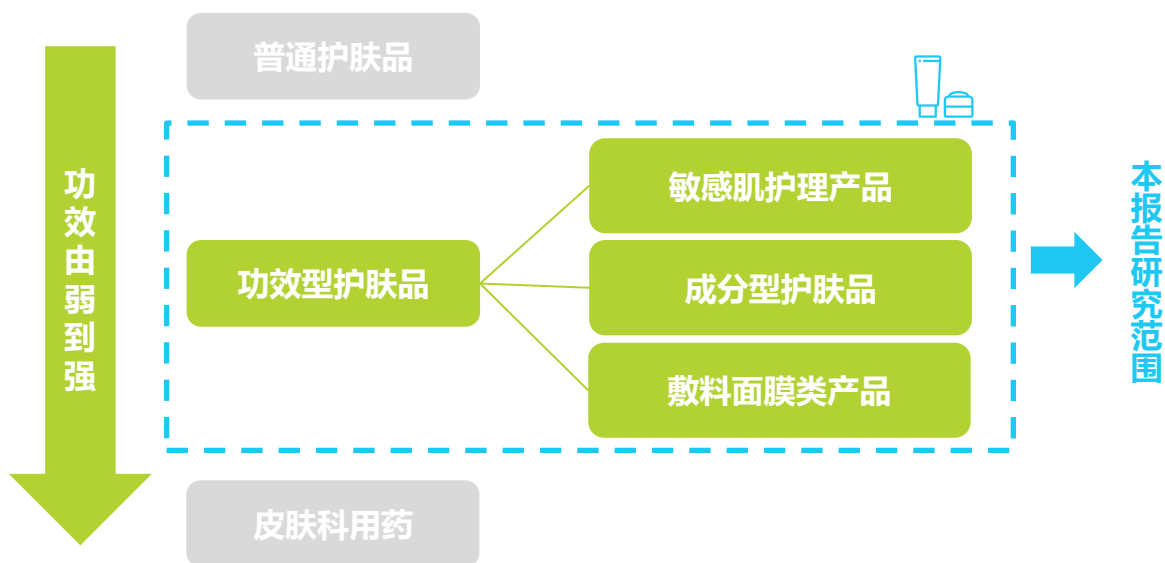 功效由弱到强
普通护肤品
功效型护肤品
敏感肌护理产品
成分型护肤品
敷料面膜类产品
皮肤科用药
本报告研究范围